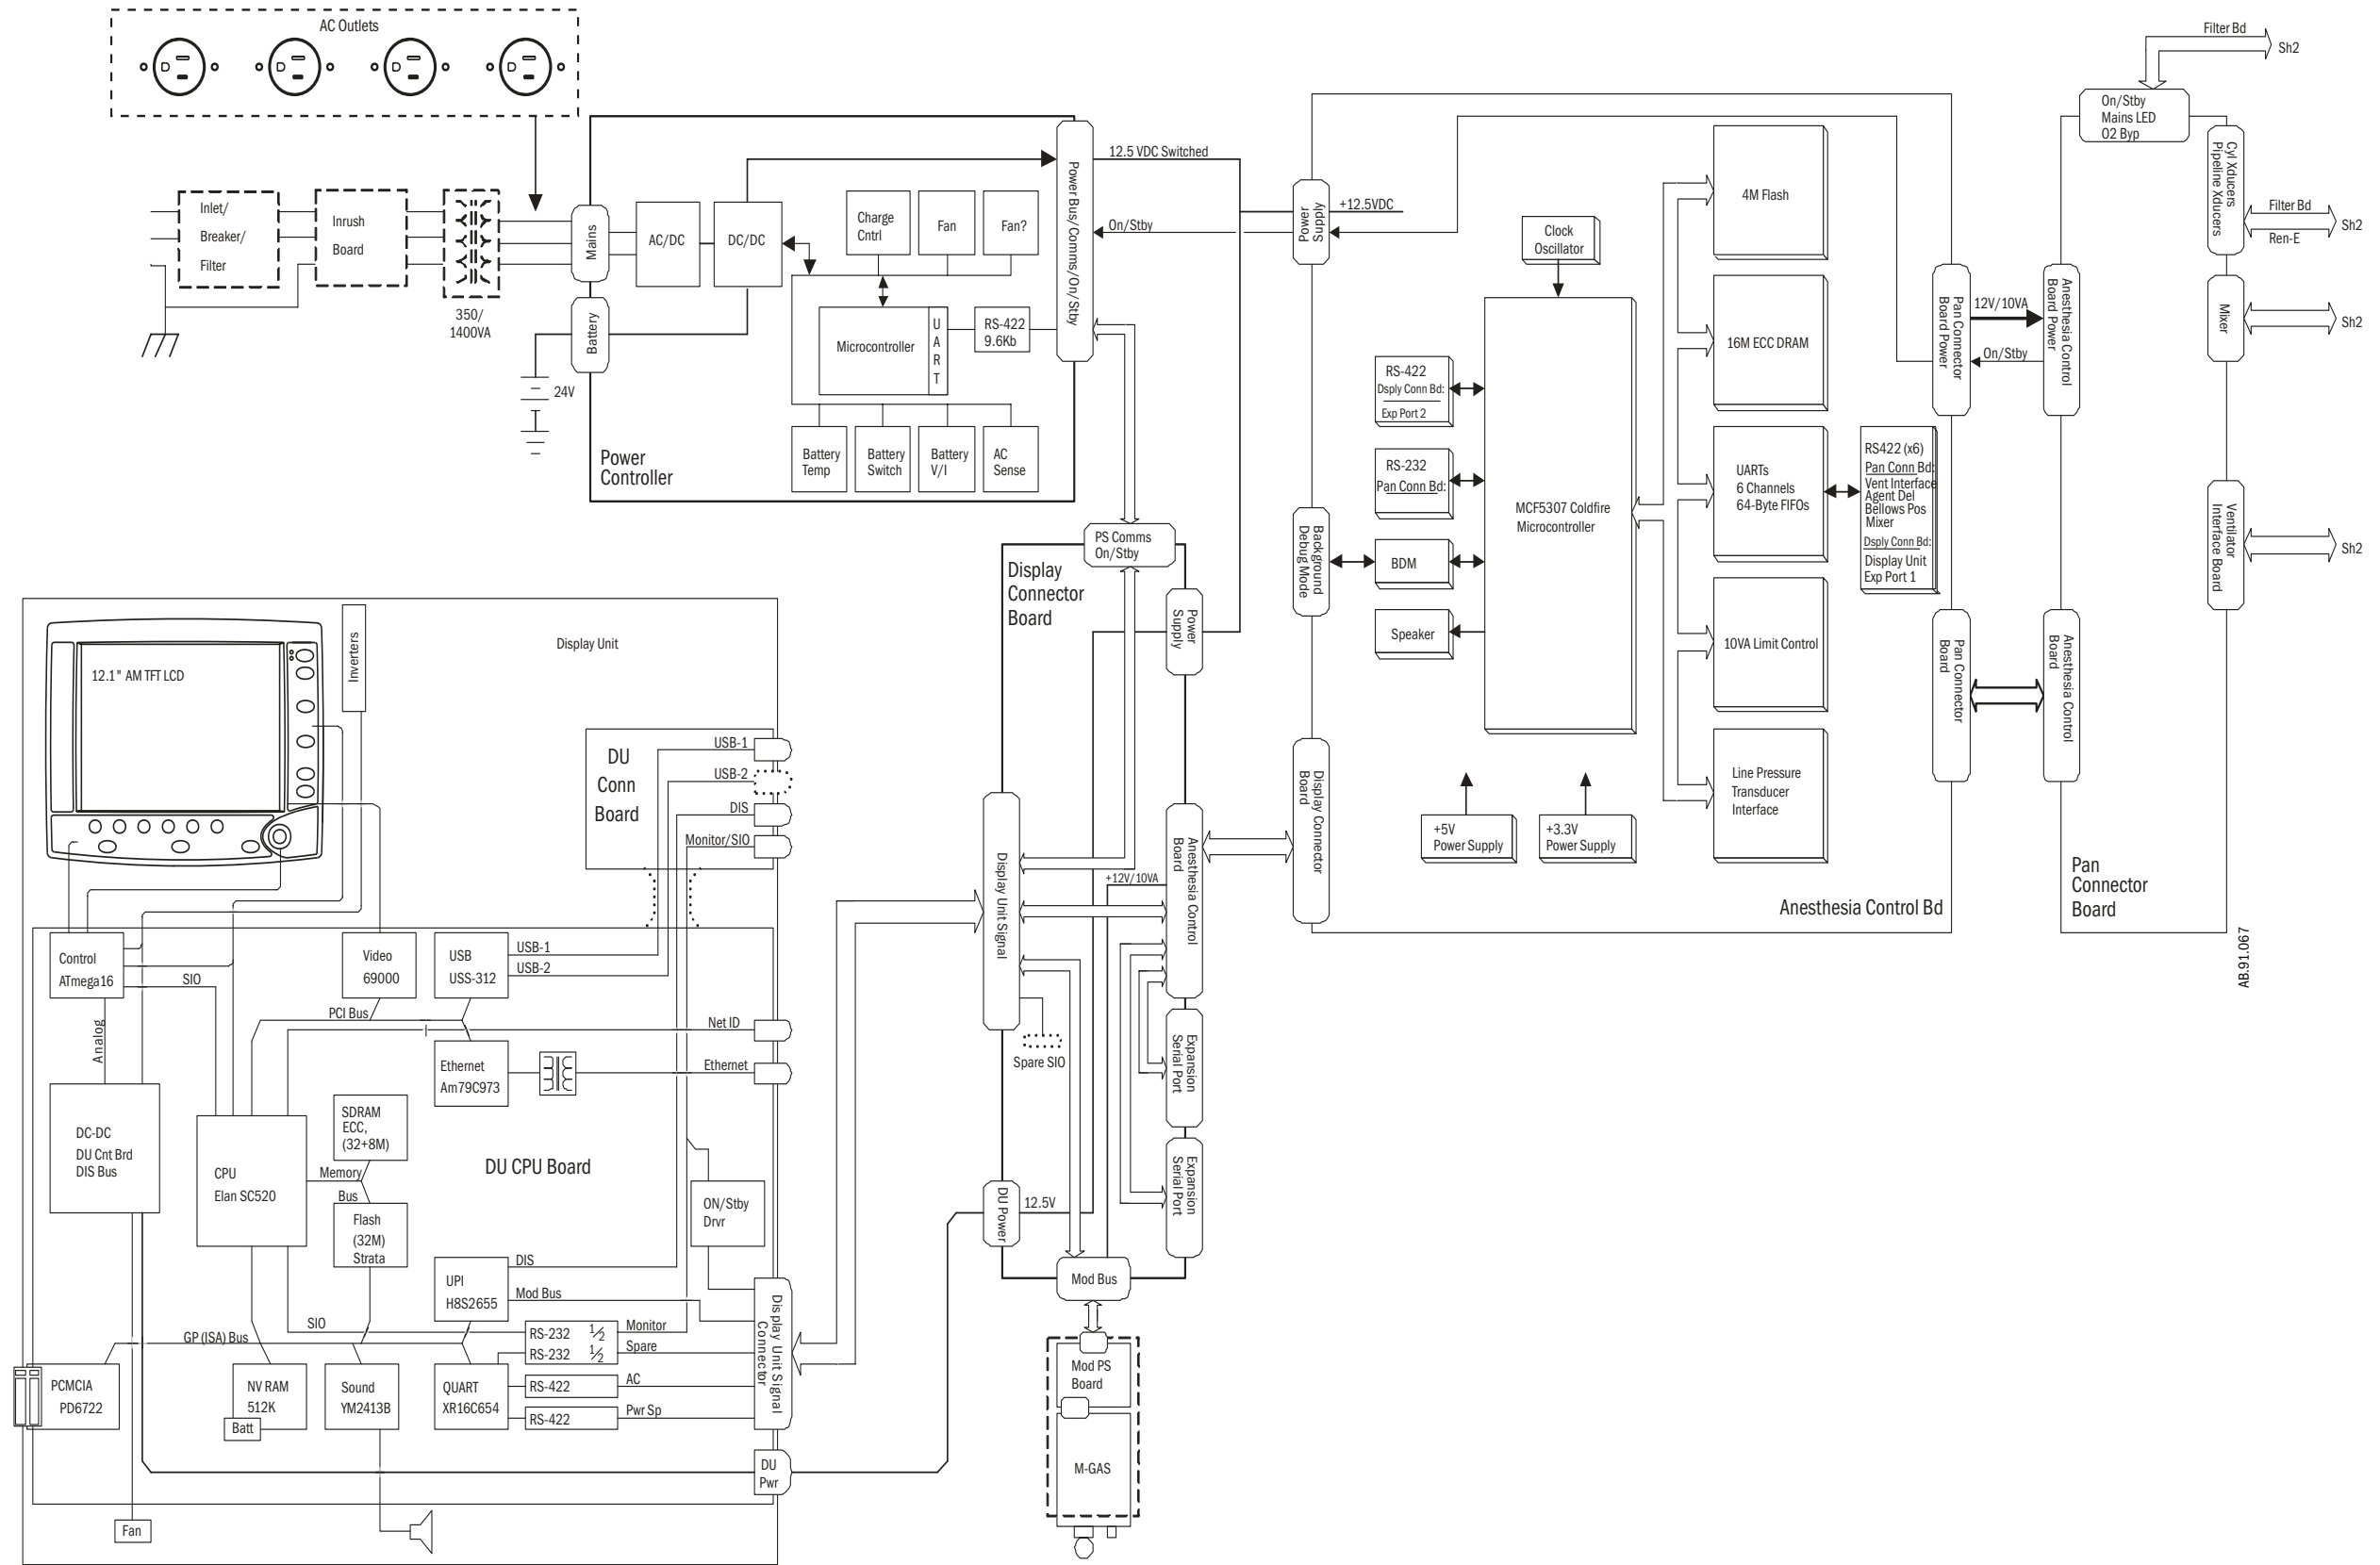 AC Outlets
Inlet/
Breaker/
Filter
Inrush
Board
350/
1400VA
Mains
Battery
24V
AC/DC
DC/DC
Charge
Cntrl
Fan
Fan?
Microcontroller
UART
RS-422
9.6Kb
Battery
Temp
Battery
Switch
Battery
V/I
AC
Sense
Power
Controller
Power Bus/Comms/On/Stby
12.5 VDC Switched
On/Stby
Power
Supply
+12.5VDC
Clock
Oscillator
RS-422
Dsply Conn Bd:
Exp Port 2
RS-232
Pan Conn Bd:
BDM
Speaker
Background
Debug Mode
MCF5307 Coldfire
Microcontroller
4M Flash
16M ECC DRAM
UARTs
6 Channels
64-Byte FIFOs
RS422 (x6)
Pan Conn Bd:
Vent Interface
Agent Del
Bellows Pos
Mixer
Dsply Conn Bd:
Display Unit
Exp Port 1
10VA Limit Control
Line Pressure
Transducer
Interface
+5V
Power Supply
+3.3V
Power Supply
Display Connector
Board
Anesthesia Control Bd
Pan Connector
Board Power
12V/10VA
On/Stby
Anesthesia Control
Board Power
Pan Connector
Board
Anesthesia Control
Board
Pan
Connector
Board
On/Stby
Mains LED
O2 Byp
Filter Bd
Sh2
Cyl Xducers
Pipeline Xducers
Filter Bd
Ren-E
Sh2
Mixer
Sh2
Ventilator
Interface Board
Sh2
AB.91.067
PS Comms
On/Stby
Display
Connector
Board
Power
Supply
Display Unit Signal
+12V/10VA
Anesthesia Control
Board
Spare SIO
Expansion
Serial Port
Expansion
Serial Port
DU Power
12.5V
Mod Bus
Mod PS
Board
M-GAS
Display Unit
12.1" AM TFT LCD
Inverters
DU
Conn
Board
USB-1
USB-2
DIS
Monitor/SIO
Control
ATmega16
SIO
Analog
Video
69000
USB
USS-312
USB-1
USB-2
PCI Bus
Net ID
Ethernet
Am79C973
Ethernet
DC-DC
DU Cnt Brd
DIS Bus
CPU
Elan SC520
SDRAM
ECC,
(32+8M)
Memory
Bus
Flash
(32M)
Strata
DU CPU Board
ON/Stby
Drvr
UPI
H8S2655
DIS
Mod Bus
SIO
GP (ISA) Bus
RS-232 1/2
Monitor
RS-232 1/2
Spare
RS-422
AC
RS-422
Pwr Sp
Display Unit Signal
Connector
PCMCIA
PD6722
NV RAM
512K
Batt
Sound
YM2413B
QUART
XR16C654
DU
Pwr
Fan